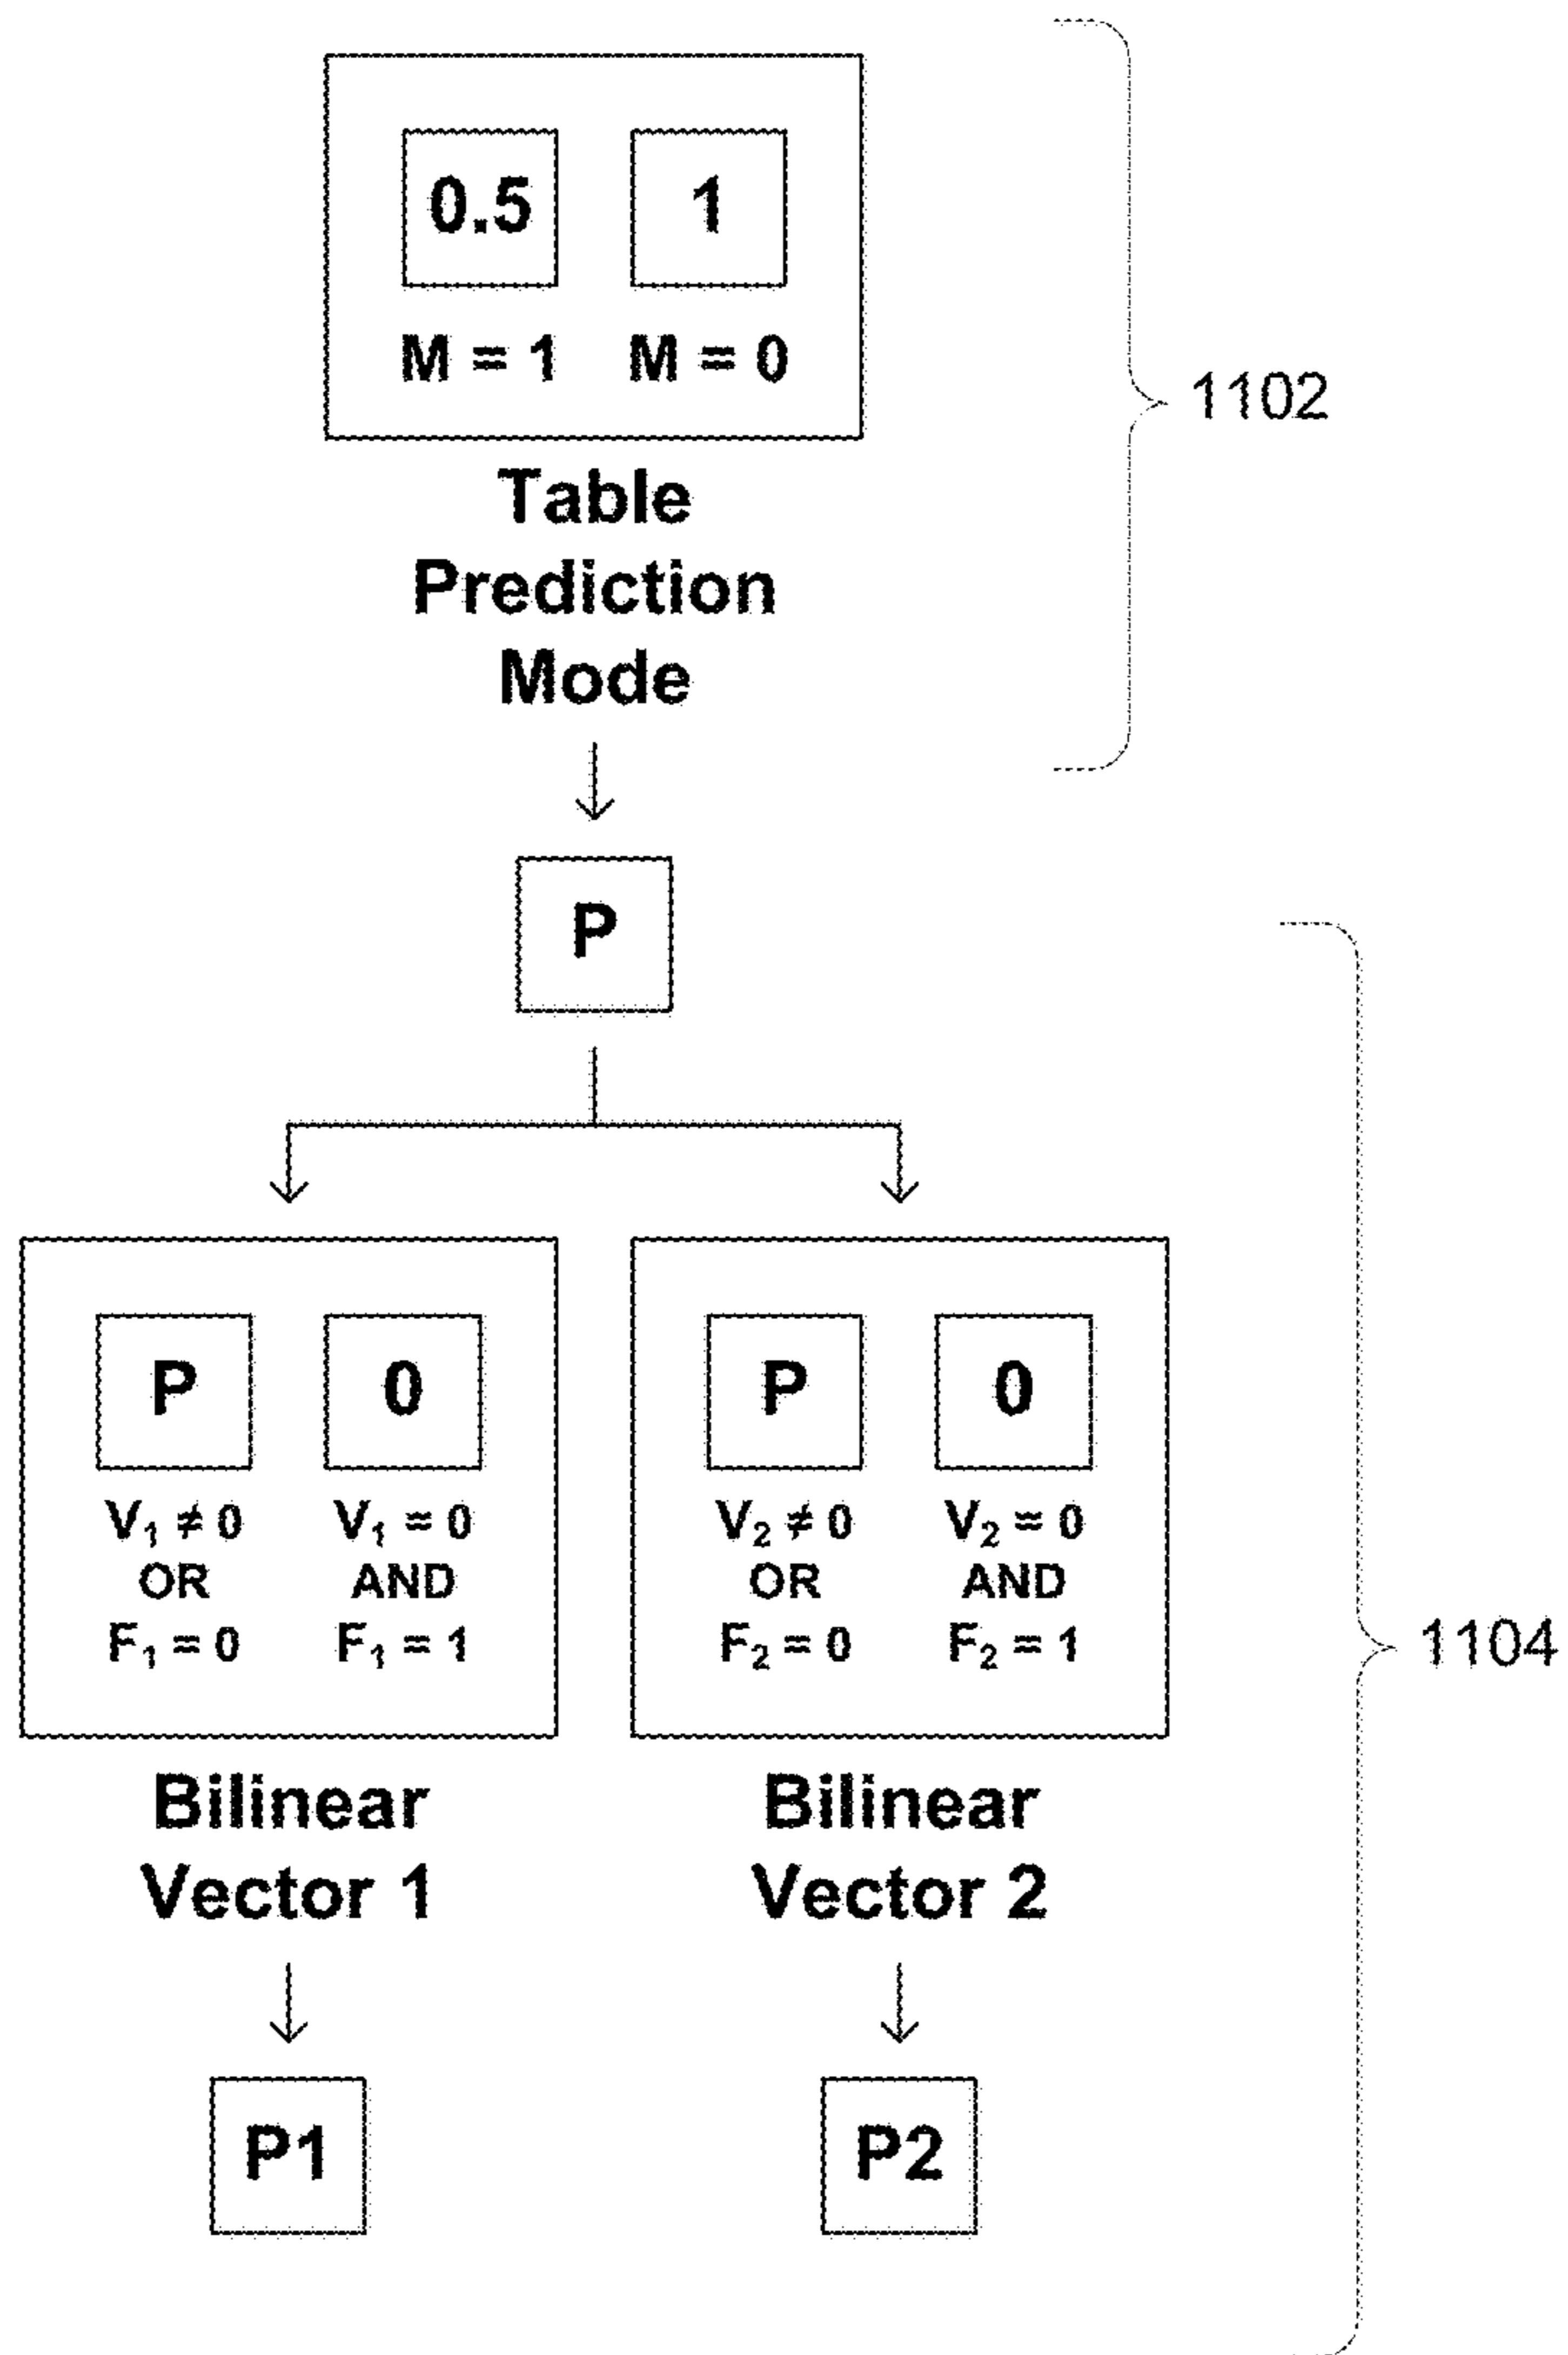 0.5 1
M = 1 M = 0
1102
Table
Prediction
Mode
P
P 0 P 0
V₁ ≠ 0 V₁ = 0 V₂ ≠ 0 V₂ = 0
OR AND OR AND
F₁ = 0 F₁ = 1 F₂ = 0 F₂ = 1
1104
Bilinear Bilinear
Vector 1 Vector 2
P1 P2